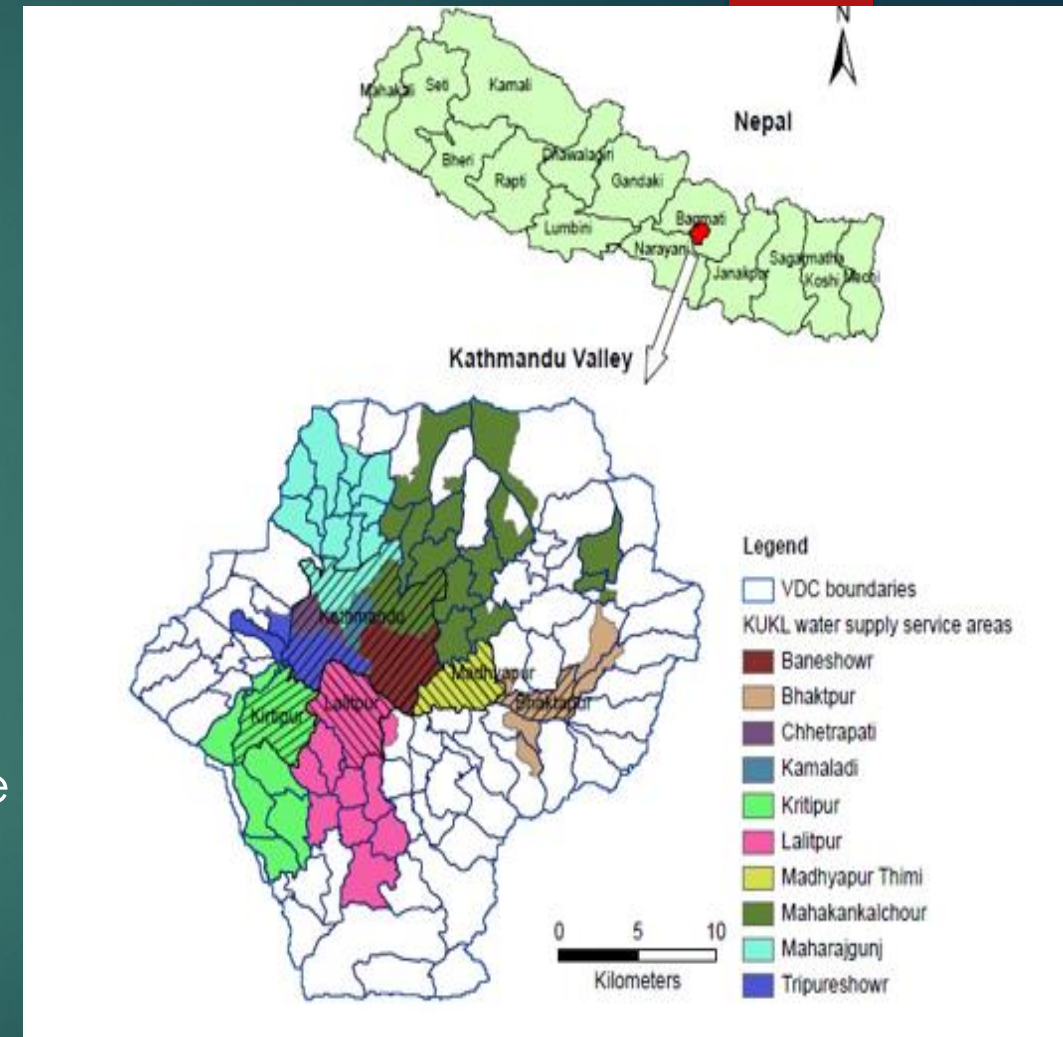 N
Nepal
Mahakali
Seti
Karnali
Bheri
Rapti
Dhawalagiri
Gandaki
Lumbini
Bagmati
Narayani
Janakpur
Sagarmatha
Koshi
Mechi
Kathmandu Valley
Kathmandu
Madhyapur
Bhaktapur
Kirtipur
Lalitpur
Legend
VDC boundaries
KUKL water supply service areas
Baneshowr
Bhaktpur
Chhetrapati
Kamaladi
Kritipur
Lalitpur
Madhyapur Thimi
Mahakankalchour
Maharajgunj
Tripureshowr
0 5 10
Kilometers
e